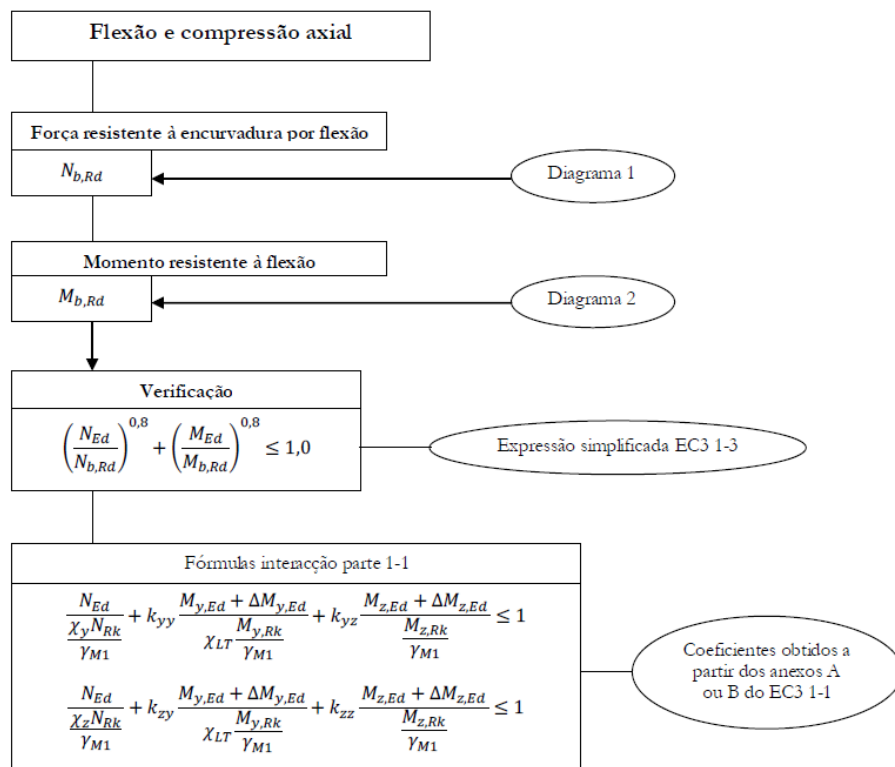 Flexão e compressão axial
Força resistente à encurvadura por flexão
N_{b,Rd}
Diagrama 1
Momento resistente à flexão
M_{b,Rd}
Diagrama 2
Verificação
(N_{Ed}/N_{b,Rd})^{0,8} + (M_{Ed}/M_{b,Rd})^{0,8} ≤ 1,0
Expressão simplificada EC3 1-3
Fórmulas interacção parte 1-1
N_{Ed}/(χ_y N_{Rk}/γ_{M1}) + k_{yy} (M_{y,Ed} + ΔM_{y,Ed})/(χ_{LT} M_{y,Rk}/γ_{M1}) + k_{yz} (M_{z,Ed} + ΔM_{z,Ed})/(M_{z,Rk}/γ_{M1}) ≤ 1
N_{Ed}/(χ_z N_{Rk}/γ_{M1}) + k_{zy} (M_{y,Ed} + ΔM_{y,Ed})/(χ_{LT} M_{y,Rk}/γ_{M1}) + k_{zz} (M_{z,Ed} + ΔM_{z,Ed})/(M_{z,Rk}/γ_{M1}) ≤ 1
Coeficientes obtidos a
partir dos anexos A
ou B do EC3 1-1